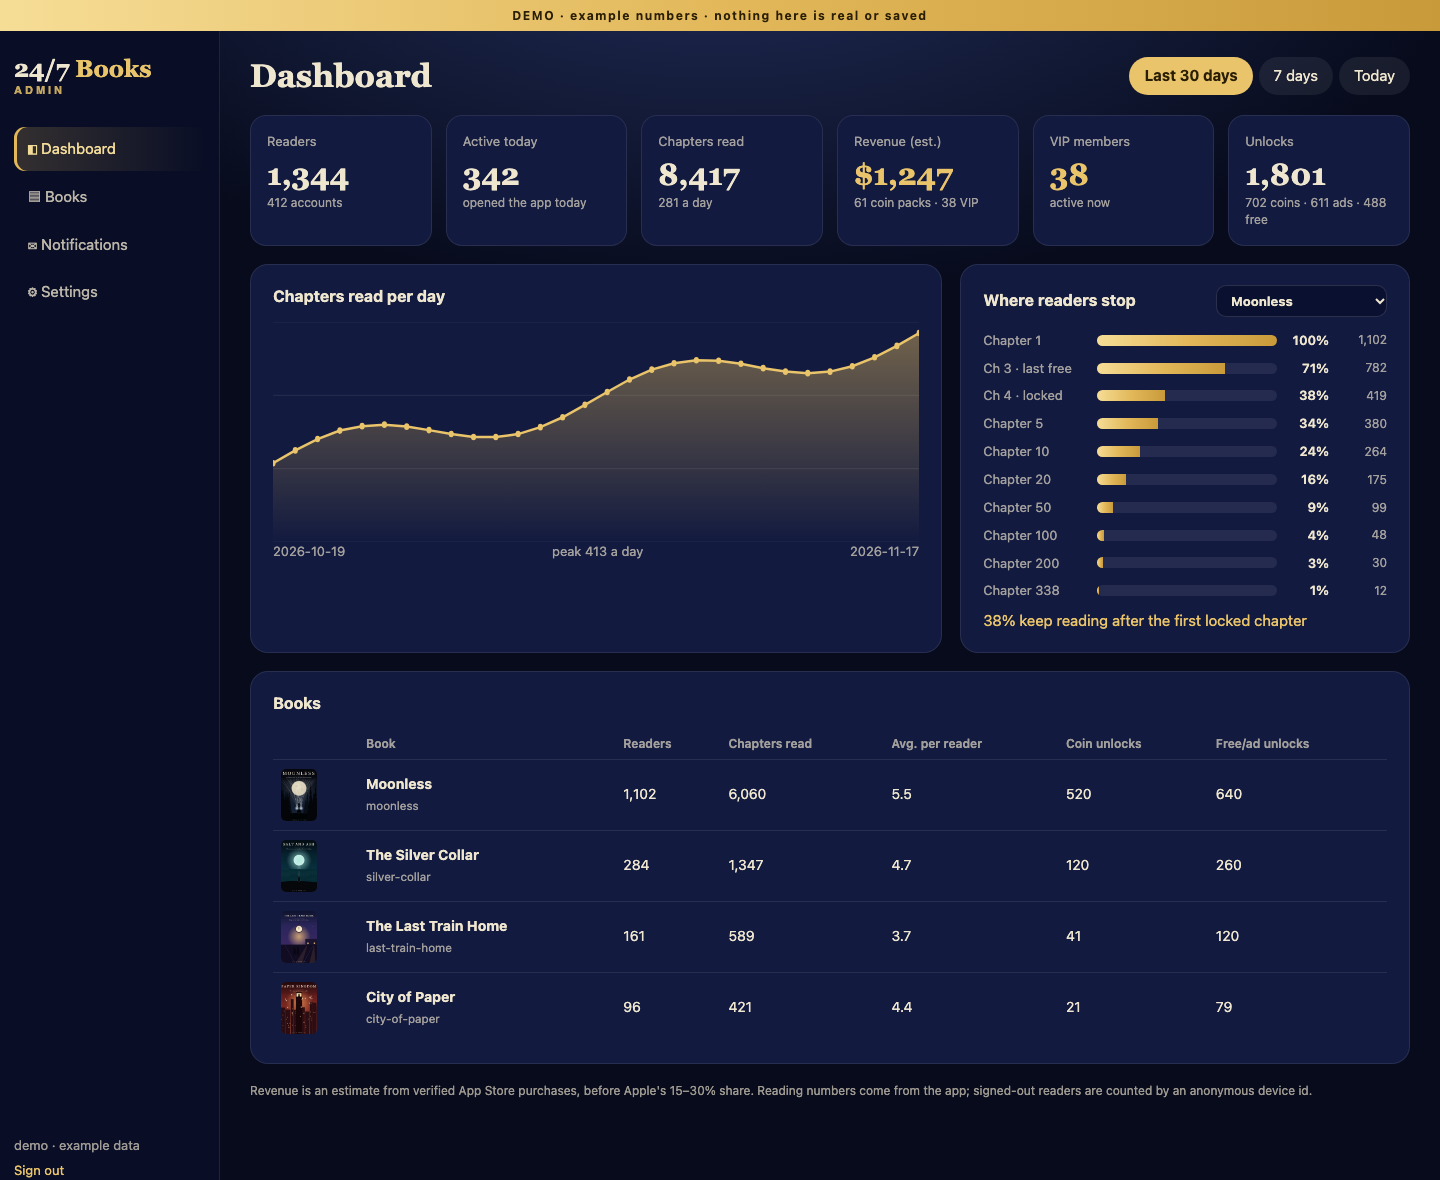 DEMO · example numbers · nothing here is real or saved
24/7 Books
ADMIN
Dashboard
Books
Notifications
Settings
demo · example data
Sign out
Dashboard
Last 30 days
7 days
Today
Readers
1,344
412 accounts
Active today
342
opened the app today
Chapters read
8,417
281 a day
Revenue (est.)
$1,247
61 coin packs · 38 VIP
VIP members
38
active now
Unlocks
1,801
702 coins · 611 ads · 488
free
Chapters read per day
2026-10-19 peak 413 a day 2026-11-17
Where readers stop Moonless
Chapter 1 100% 1,102
Ch 3 · last free 71% 782
Ch 4 · locked 38% 419
Chapter 5 34% 380
Chapter 10 24% 264
Chapter 20 16% 175
Chapter 50 9% 99
Chapter 100 4% 48
Chapter 200 3% 30
Chapter 338 1% 12
38% keep reading after the first locked chapter
Books
Book Readers Chapters read Avg. per reader Coin unlocks Free/ad unlocks
MOONLESS
Moonless 1,102 6,060 5.5 520 640
moonless
SALT AND ASH
The Silver Collar 284 1,347 4.7 120 260
silver-collar
The Last Train Home 161 589 3.7 41 120
last-train-home
PAPER KINGDOM
City of Paper 96 421 4.4 21 79
city-of-paper
Revenue is an estimate from verified App Store purchases, before Apple's 15–30% share. Reading numbers come from the app; signed-out readers are counted by an anonymous device id.